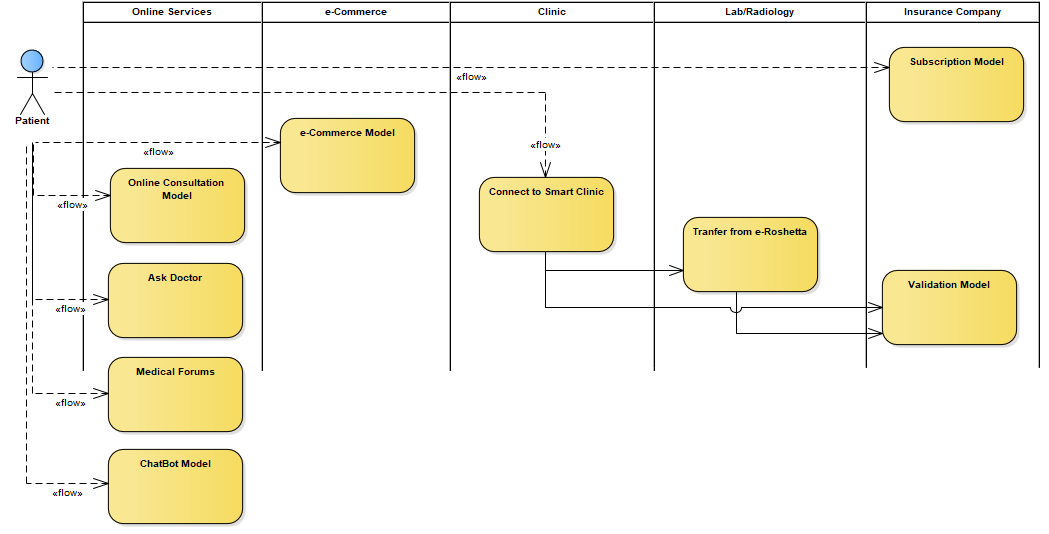 Online Services
e-Commerce
Clinic
Lab/Radiology
Insurance Company
Subscription Model
«flow»
Patient
e-Commerce Model
«flow»
«flow»
Online Consultation
Model
«flow»
Connect to Smart Clinic
Tranfer from e-Roshetta
Ask Doctor
«flow»
Validation Model
Medical Forums
«flow»
ChatBot Model
«flow»